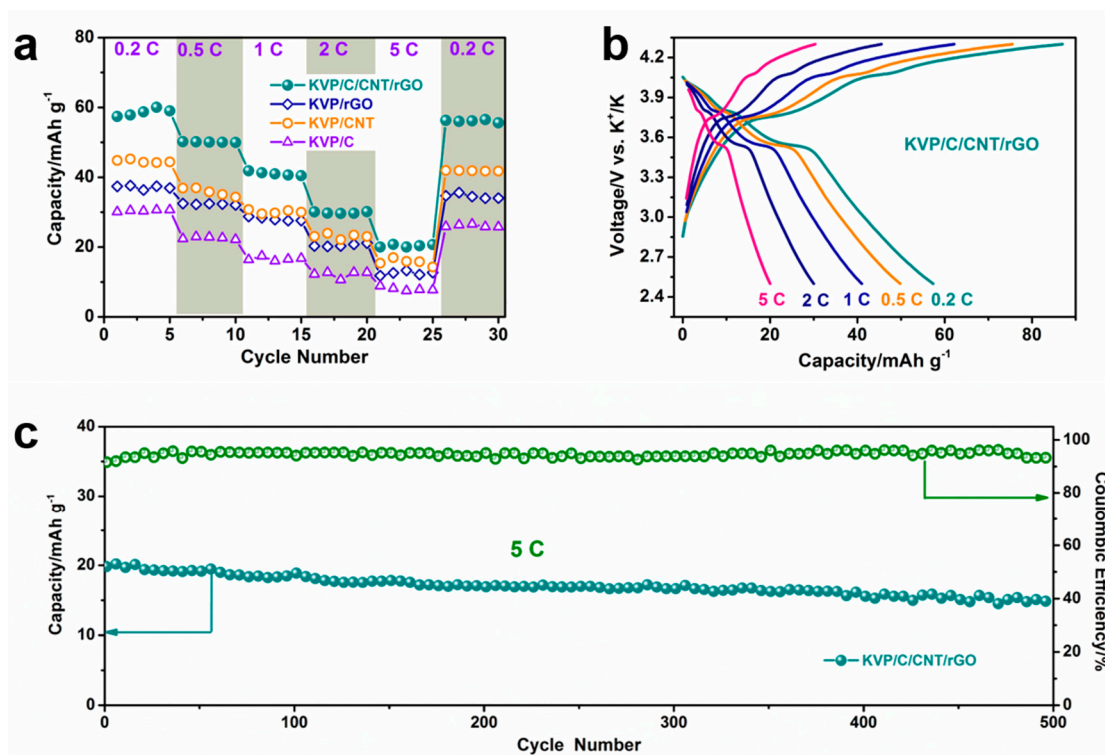 a
0.2 C 0.5 C 1 C 2 C 5 C 0.2 C
KVP/C/CNT/rGO
KVP/rGO
KVP/CNT
KVP/C
80
60
40
20
0
0 5 10 15 20 25 30
Cycle Number
Capacity/mAh g⁻¹
b
4.2
3.9
3.6
3.3
3.0
2.7
2.4
Voltage/V vs. K⁺/K
KVP/C/CNT/rGO
5 C 2 C 1 C 0.5 C 0.2 C
0 20 40 60 80
Capacity/mAh g⁻¹
c
40
30
20
10
0
Capacity/mAh g⁻¹
5 C
KVP/C/CNT/rGO
100
80
60
40
20
0
Coulombic Efficiency/%
0 100 200 300 400 500
Cycle Number